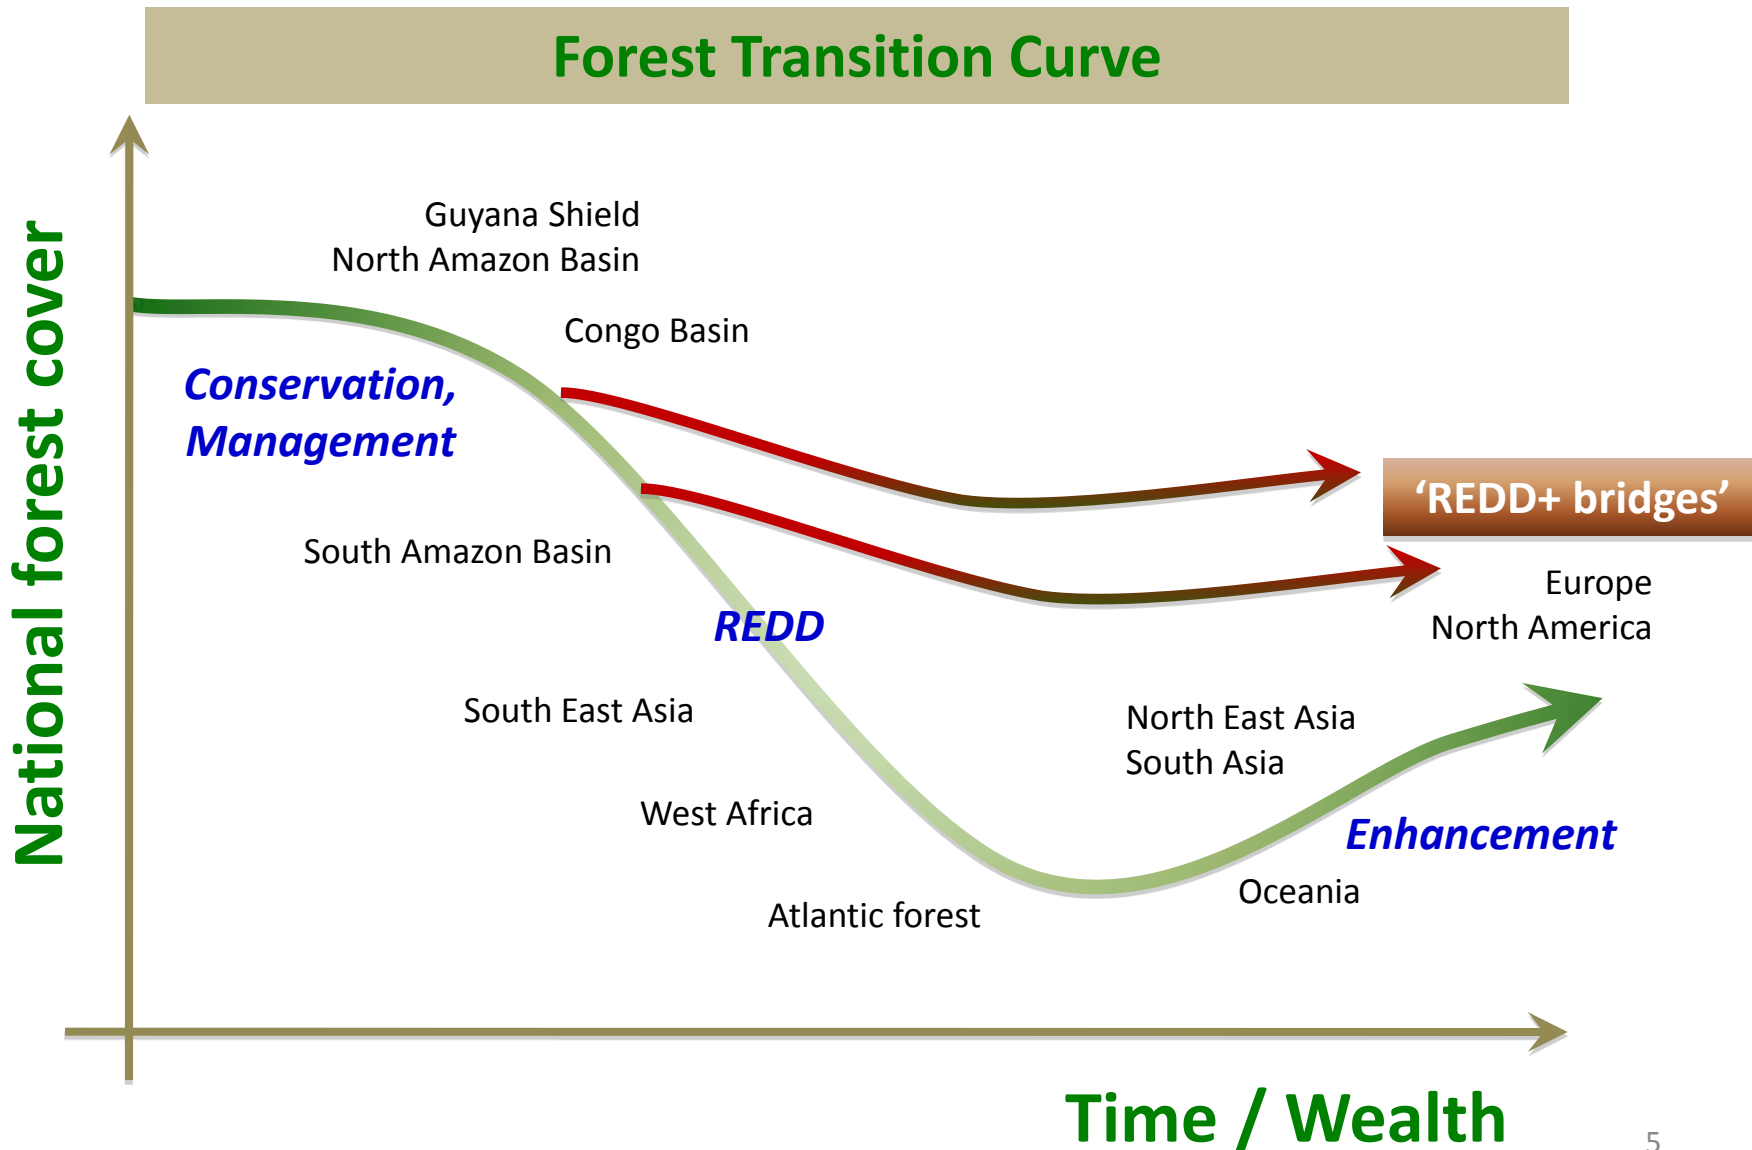 Forest Transition Curve
National forest cover
Guyana Shield
North Amazon Basin
Congo Basin
Conservation,
Management
‘REDD+ bridges’
South Amazon Basin
Europe
North America
REDD
South East Asia
North East Asia
South Asia
West Africa
Enhancement
Oceania
Atlantic forest
Time / Wealth
5